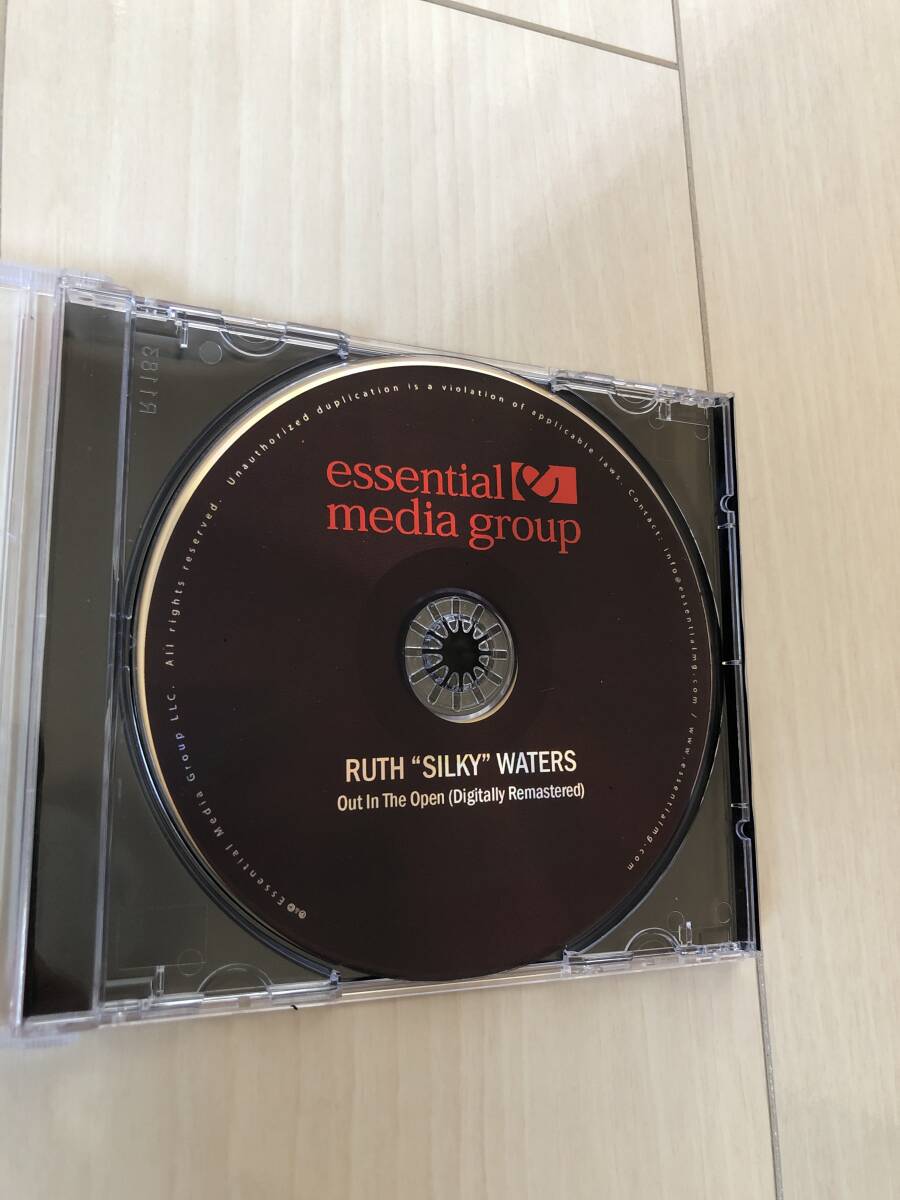 essential
media group
RUTH “SILKY” WATERS
Out In The Open (Digitally Remastered)
℗&© Essential Media Group LLC. All rights reserved. Unauthorized duplication is a violation of applicable laws. Contact: info@essentialmg.com / www.essentialmg.com
R1183